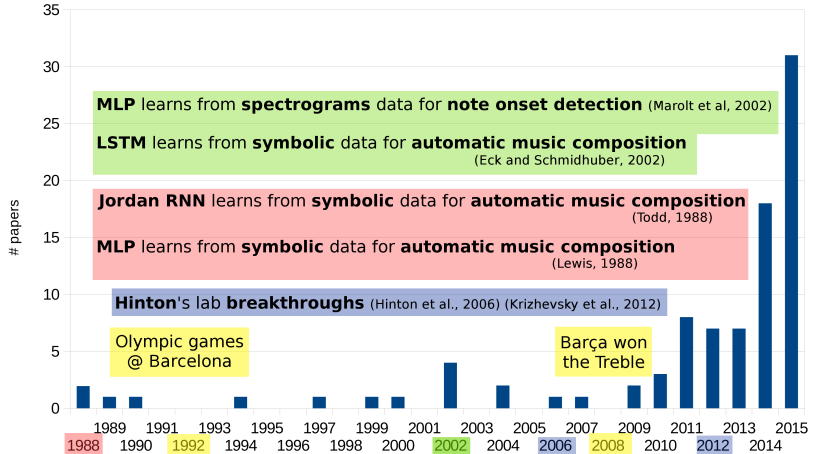 35
30
MLP learns from spectrograms data for note onset detection (Marolt et al, 2002)
25
LSTM learns from symbolic data for automatic music composition
(Eck and Schmidhuber, 2002)
20
Jordan RNN learns from symbolic data for automatic music composition
(Todd, 1988)
# papers
15
MLP learns from symbolic data for automatic music composition
(Lewis, 1988)
10
Hinton's lab breakthroughs (Hinton et al., 2006) (Krizhevsky et al., 2012)
Olympic games
@ Barcelona
Barça won
the Treble
5
0
1989 1991 1993 1995 1997 1999 2001 2003 2005 2007 2009 2011 2013 2015
1988 1990 1992 1994 1996 1998 2000 2002 2004 2006 2008 2010 2012 2014